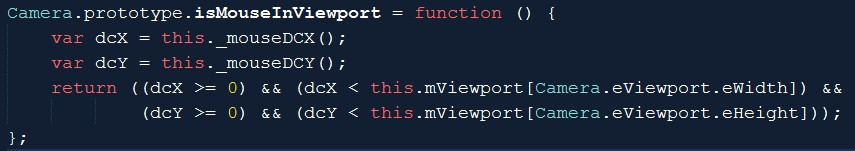 Camera.prototype.isMouseInViewport = function () {
    var dcX = this._mouseDCX();
    var dcY = this._mouseDCY();
    return ((dcX >= 0) && (dcX < this.mViewport[Camera.eViewport.eWidth]) &&
            (dcY >= 0) && (dcY < this.mViewport[Camera.eViewport.eHeight]));
};